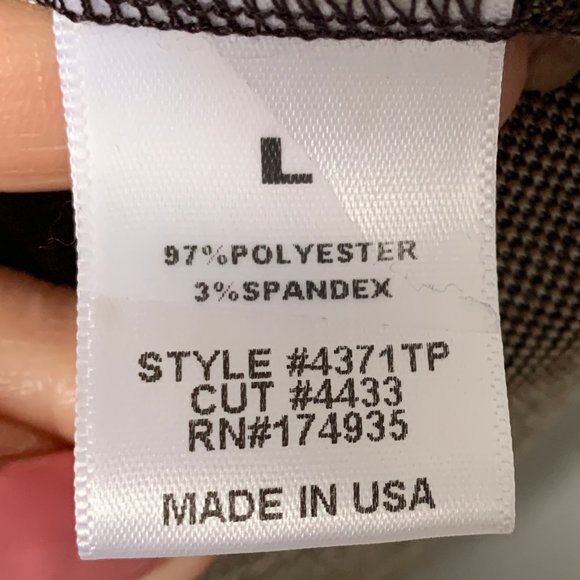 L
97%POLYESTER
3%SPANDEX
STYLE #4371TP
CUT #4433
RN#174935
MADE IN USA